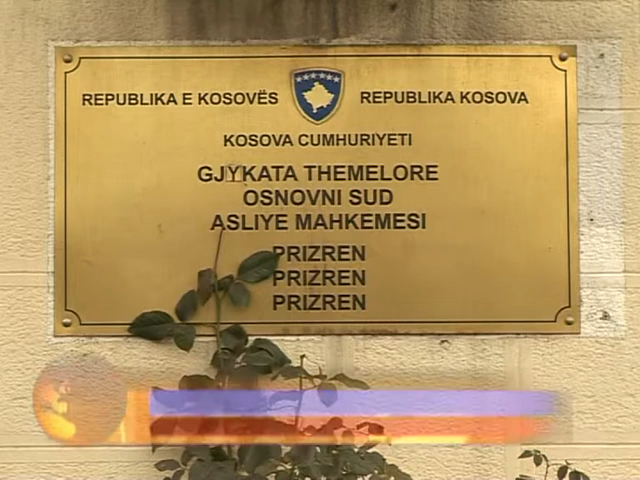 REPUBLIKA E KOSOVËS REPUBLIKA KOSOVA
KOSOVA CUMHURIYETI
GJYKATA THEMELORE
OSNOVNI SUD
ASLIYE MAHKEMESI
PRIZREN
PRIZREN
PRIZREN